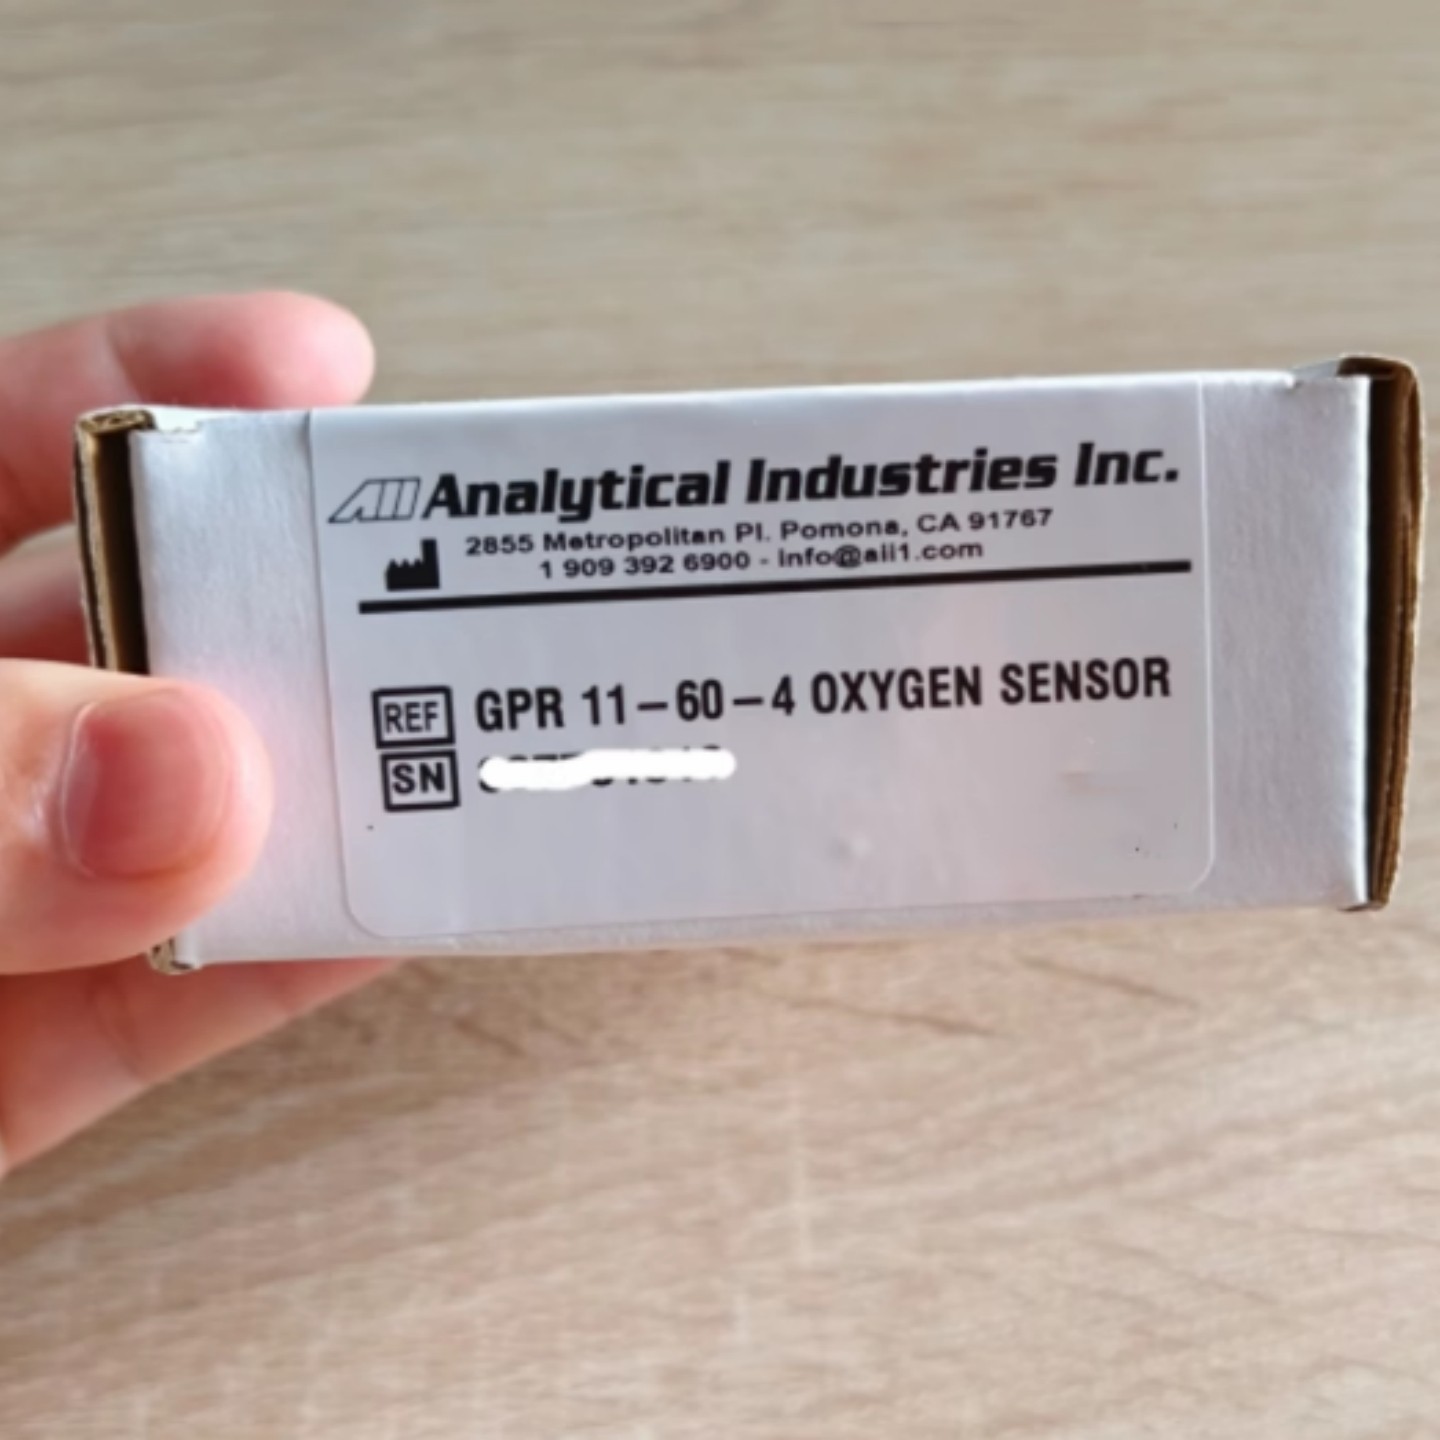 AII Analytical Industries Inc.
2855 Metropolitan Pl. Pomona, CA 91767
1 909 392 6900 - info@aii1.com
REF GPR 11-60-4 OXYGEN SENSOR
SN